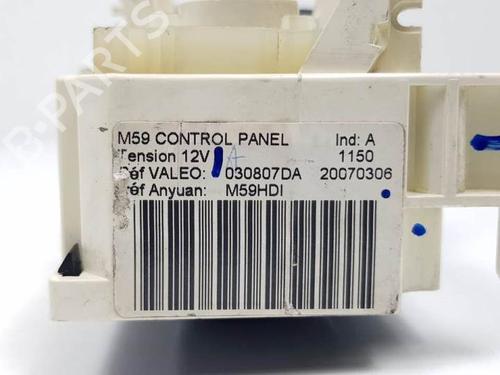 M59 CONTROL PANEL Ind: A
Tension 12V A 1150
Réf VALEO: 030807DA 20070306
réf Anyuan: M59HDI
B-PARTS